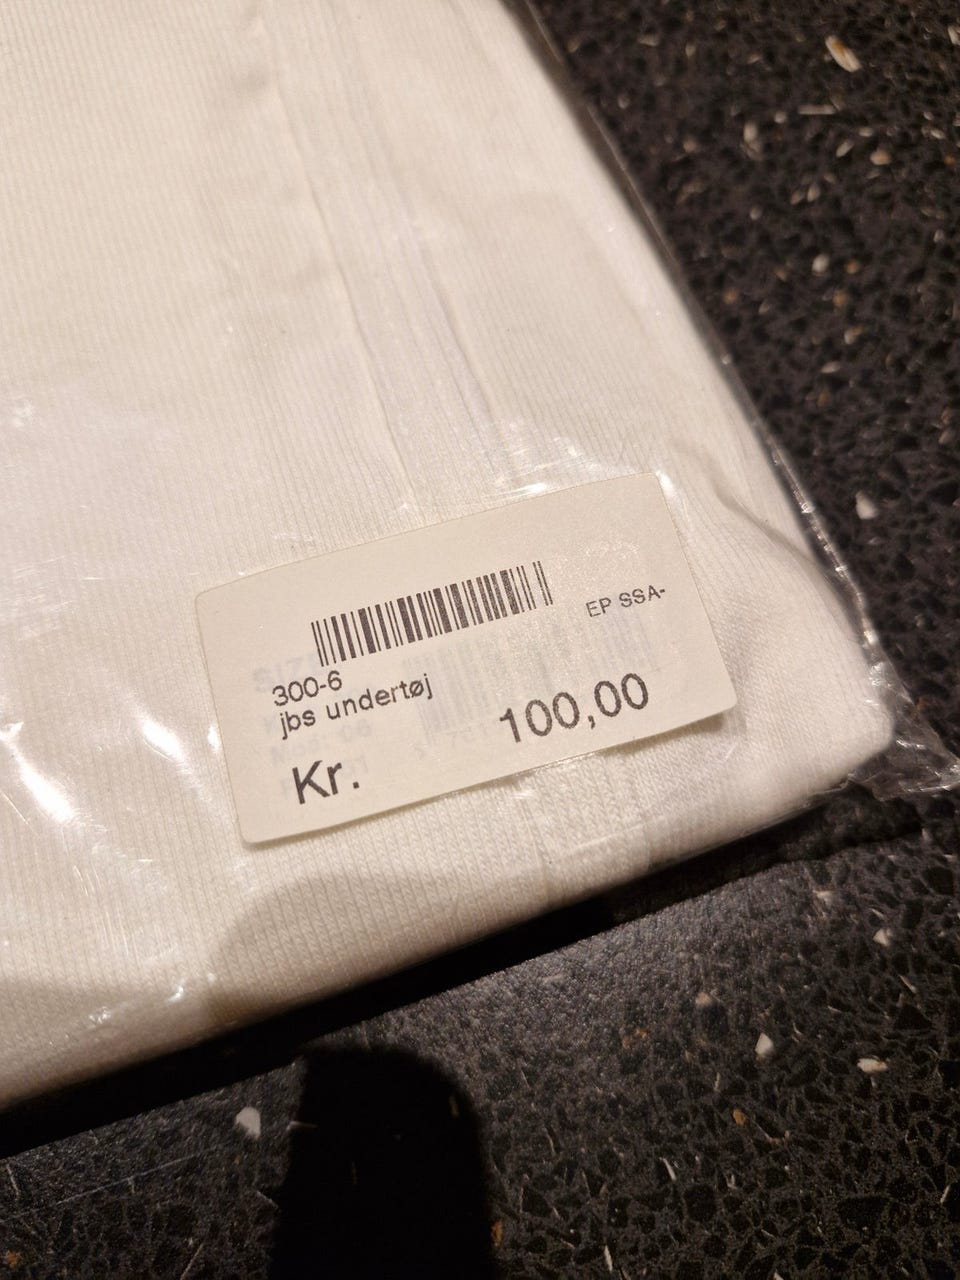 EP SSA-
300-6
jbs undertøj
Kr. 100,00